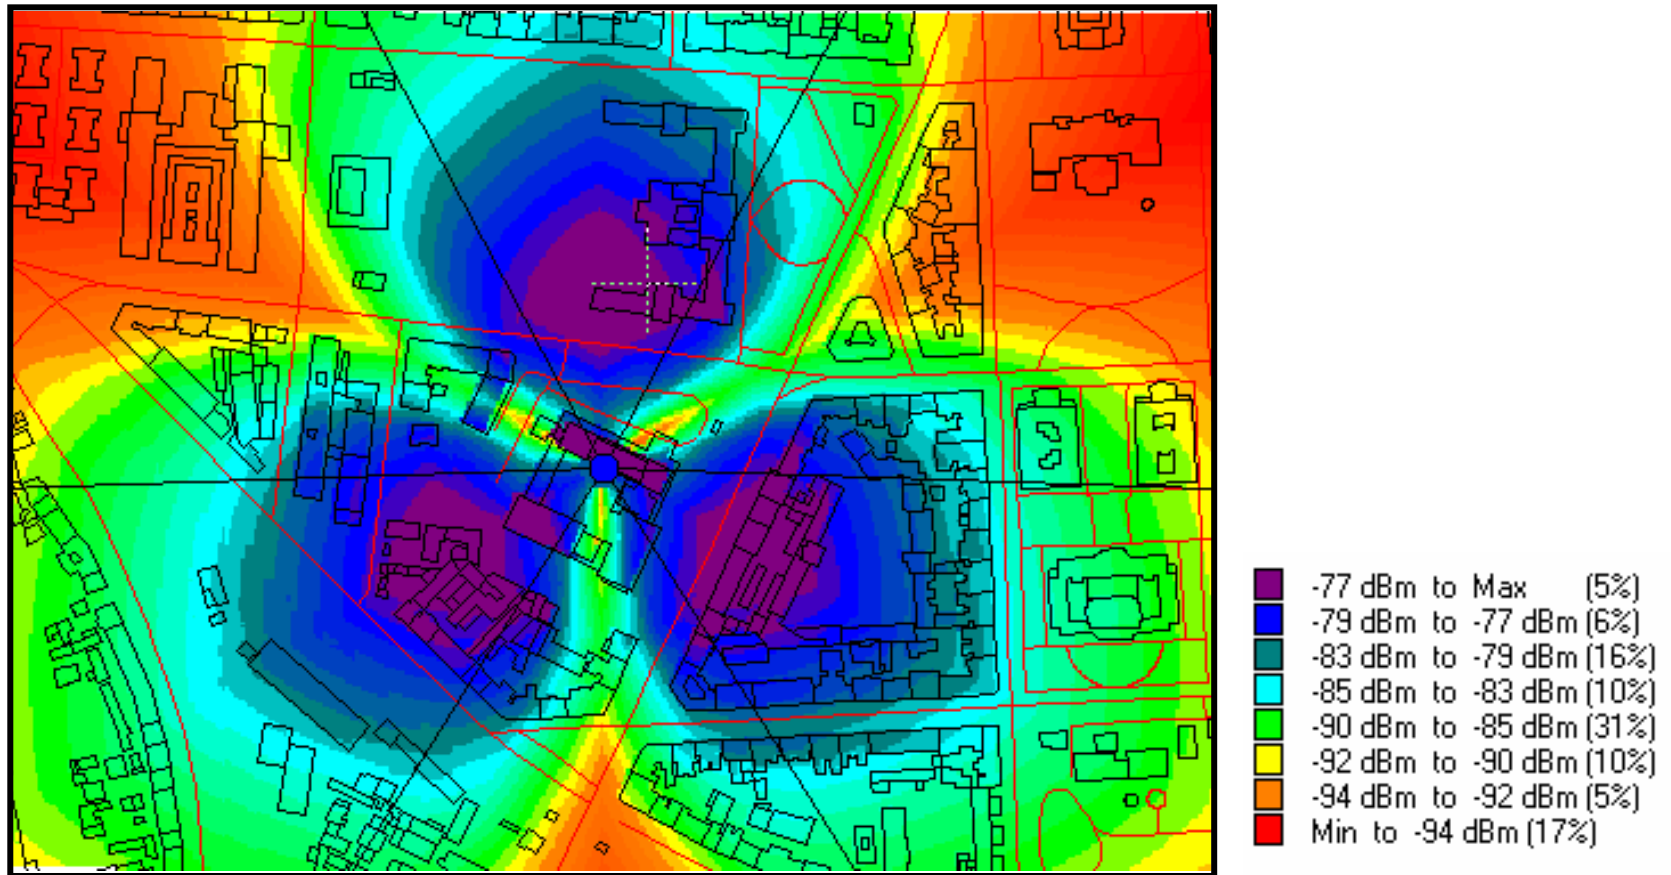 -77 dBm to Max (5%)
-79 dBm to -77 dBm (6%)
-83 dBm to -79 dBm (16%)
-85 dBm to -83 dBm (10%)
-90 dBm to -85 dBm (31%)
-92 dBm to -90 dBm (10%)
-94 dBm to -92 dBm (5%)
Min to -94 dBm (17%)